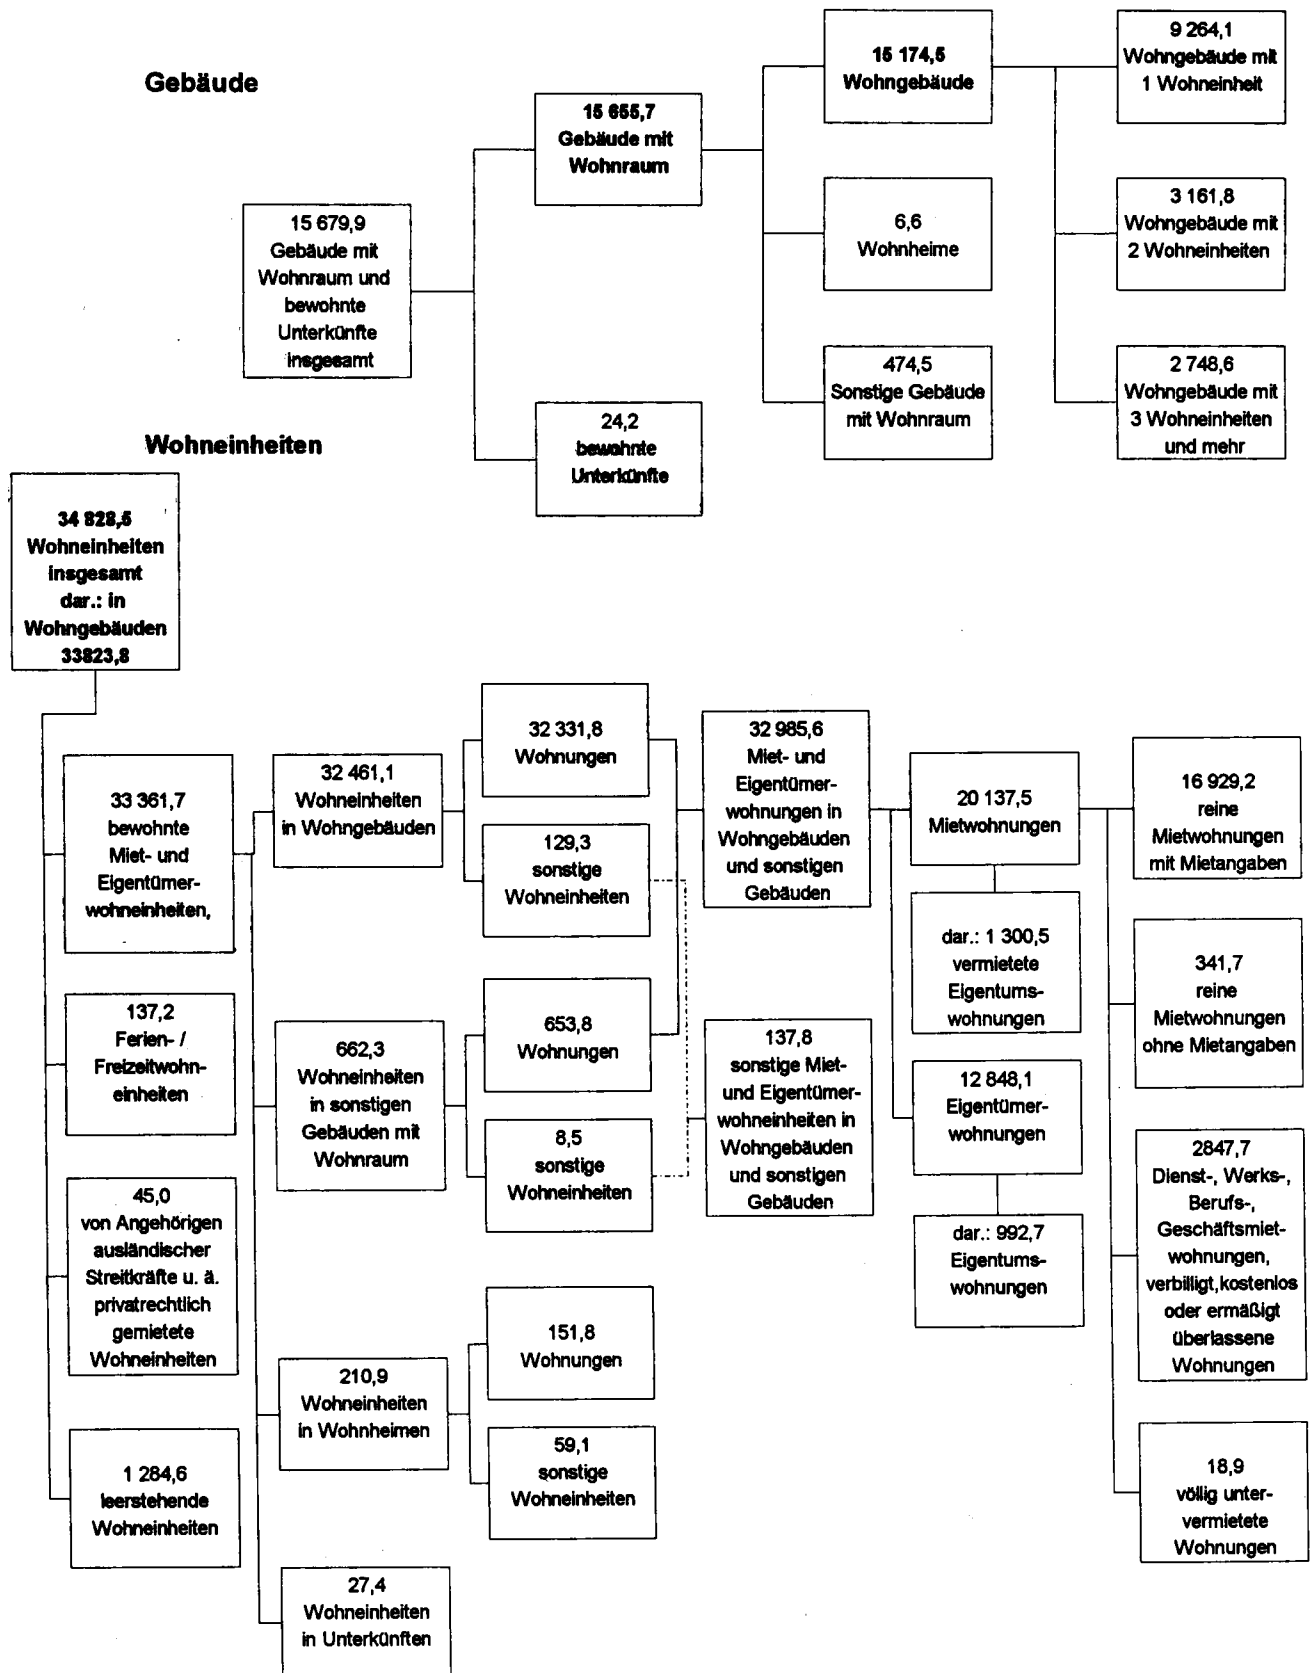 Gebäude
15 679,9
Gebäude mit
Wohnraum und
bewohnte
Unterkünfte
insgesamt
15 655,7
Gebäude mit
Wohnraum
24,2
bewohnte
Unterkünfte
15 174,5
Wohngebäude
6,6
Wohnheime
474,5
Sonstige Gebäude
mit Wohnraum
9 264,1
Wohngebäude mit
1 Wohneinheit
3 161,8
Wohngebäude mit
2 Wohneinheiten
2 748,6
Wohngebäude mit
3 Wohneinheiten
und mehr
Wohneinheiten
34 828,5
Wohneinheiten
insgesamt
dar.: in
Wohngebäuden
33823,8
33 361,7
bewohnte
Miet- und
Eigentümer-
wohneinheiten,
137,2
Ferien- /
Freizeitwohn-
einheiten
45,0
von Angehörigen
ausländischer
Streitkräfte u. ä.
privatrechtlich
gemietete
Wohneinheiten
1 284,6
leerstehende
Wohneinheiten
32 461,1
Wohneinheiten
in Wohngebäuden
662,3
Wohneinheiten
in sonstigen
Gebäuden mit
Wohnraum
210,9
Wohneinheiten
in Wohnheimen
27,4
Wohneinheiten
in Unterkünften
32 331,8
Wohnungen
129,3
sonstige
Wohneinheiten
653,8
Wohnungen
8,5
sonstige
Wohneinheiten
151,8
Wohnungen
59,1
sonstige
Wohneinheiten
32 985,6
Miet- und
Eigentümer-
wohnungen in
Wohngebäuden
und sonstigen
Gebäuden
137,8
sonstige Miet-
und Eigentümer-
wohneinheiten in
Wohngebäuden
und sonstigen
Gebäuden
20 137,5
Mietwohnungen
dar.: 1 300,5
vermietete
Eigentums-
wohnungen
12 848,1
Eigentümer-
wohnungen
dar.: 992,7
Eigentums-
wohnungen
16 929,2
reine
Mietwohnungen
mit Mietangaben
341,7
reine
Mietwohnungen
ohne Mietangaben
2847,7
Dienst-, Werks-,
Berufs-,
Geschäftsmiet-
wohnungen,
verbilligt,kostenlos
oder ermäßigt
überlassene
Wohnungen
18,9
völlig unter-
vermietete
Wohnungen